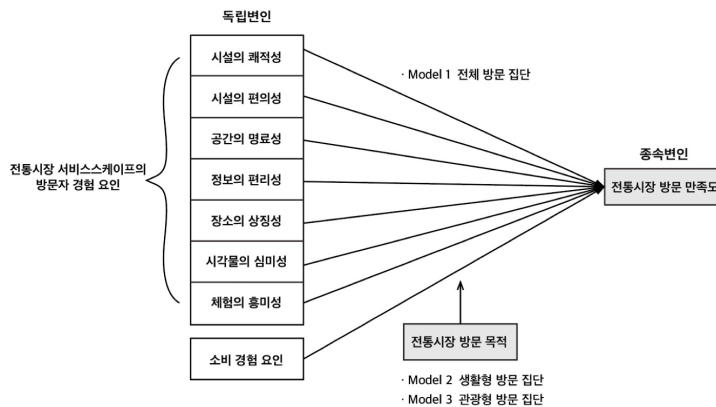 독립변인
시설의 쾌적성
시설의 편의성
공간의 명료성
정보의 편리성
장소의 상징성
시각물의 심미성
체험의 흥미성
소비 경험 요인
전통시장 서비스스케이프의
방문자 경험 요인
· Model 1 전체 방문 집단
종속변인
전통시장 방문 만족도
전통시장 방문 목적
· Model 2 생활형 방문 집단
· Model 3 관광형 방문 집단